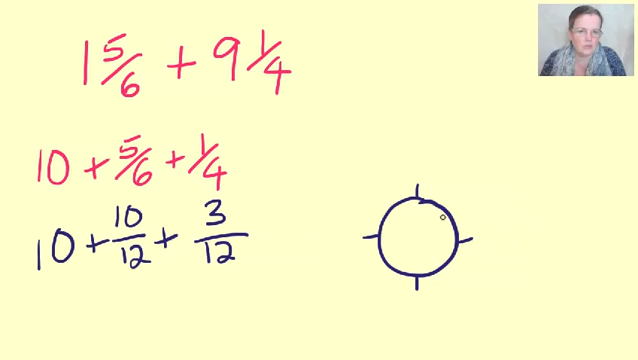 1 5/6 + 9 1/4
10 + 5/6 + 1/4
10 + 10/12 + 3/12